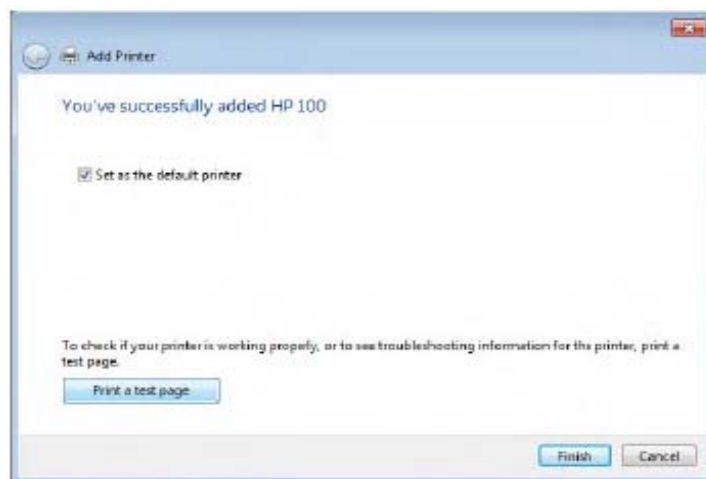 Add Printer
You've successfully added HP 100
Set as the default printer
To check if your printer is working properly, or to see troubleshooting information for the printer, print a
test page.
Print a test page
Finish Cancel